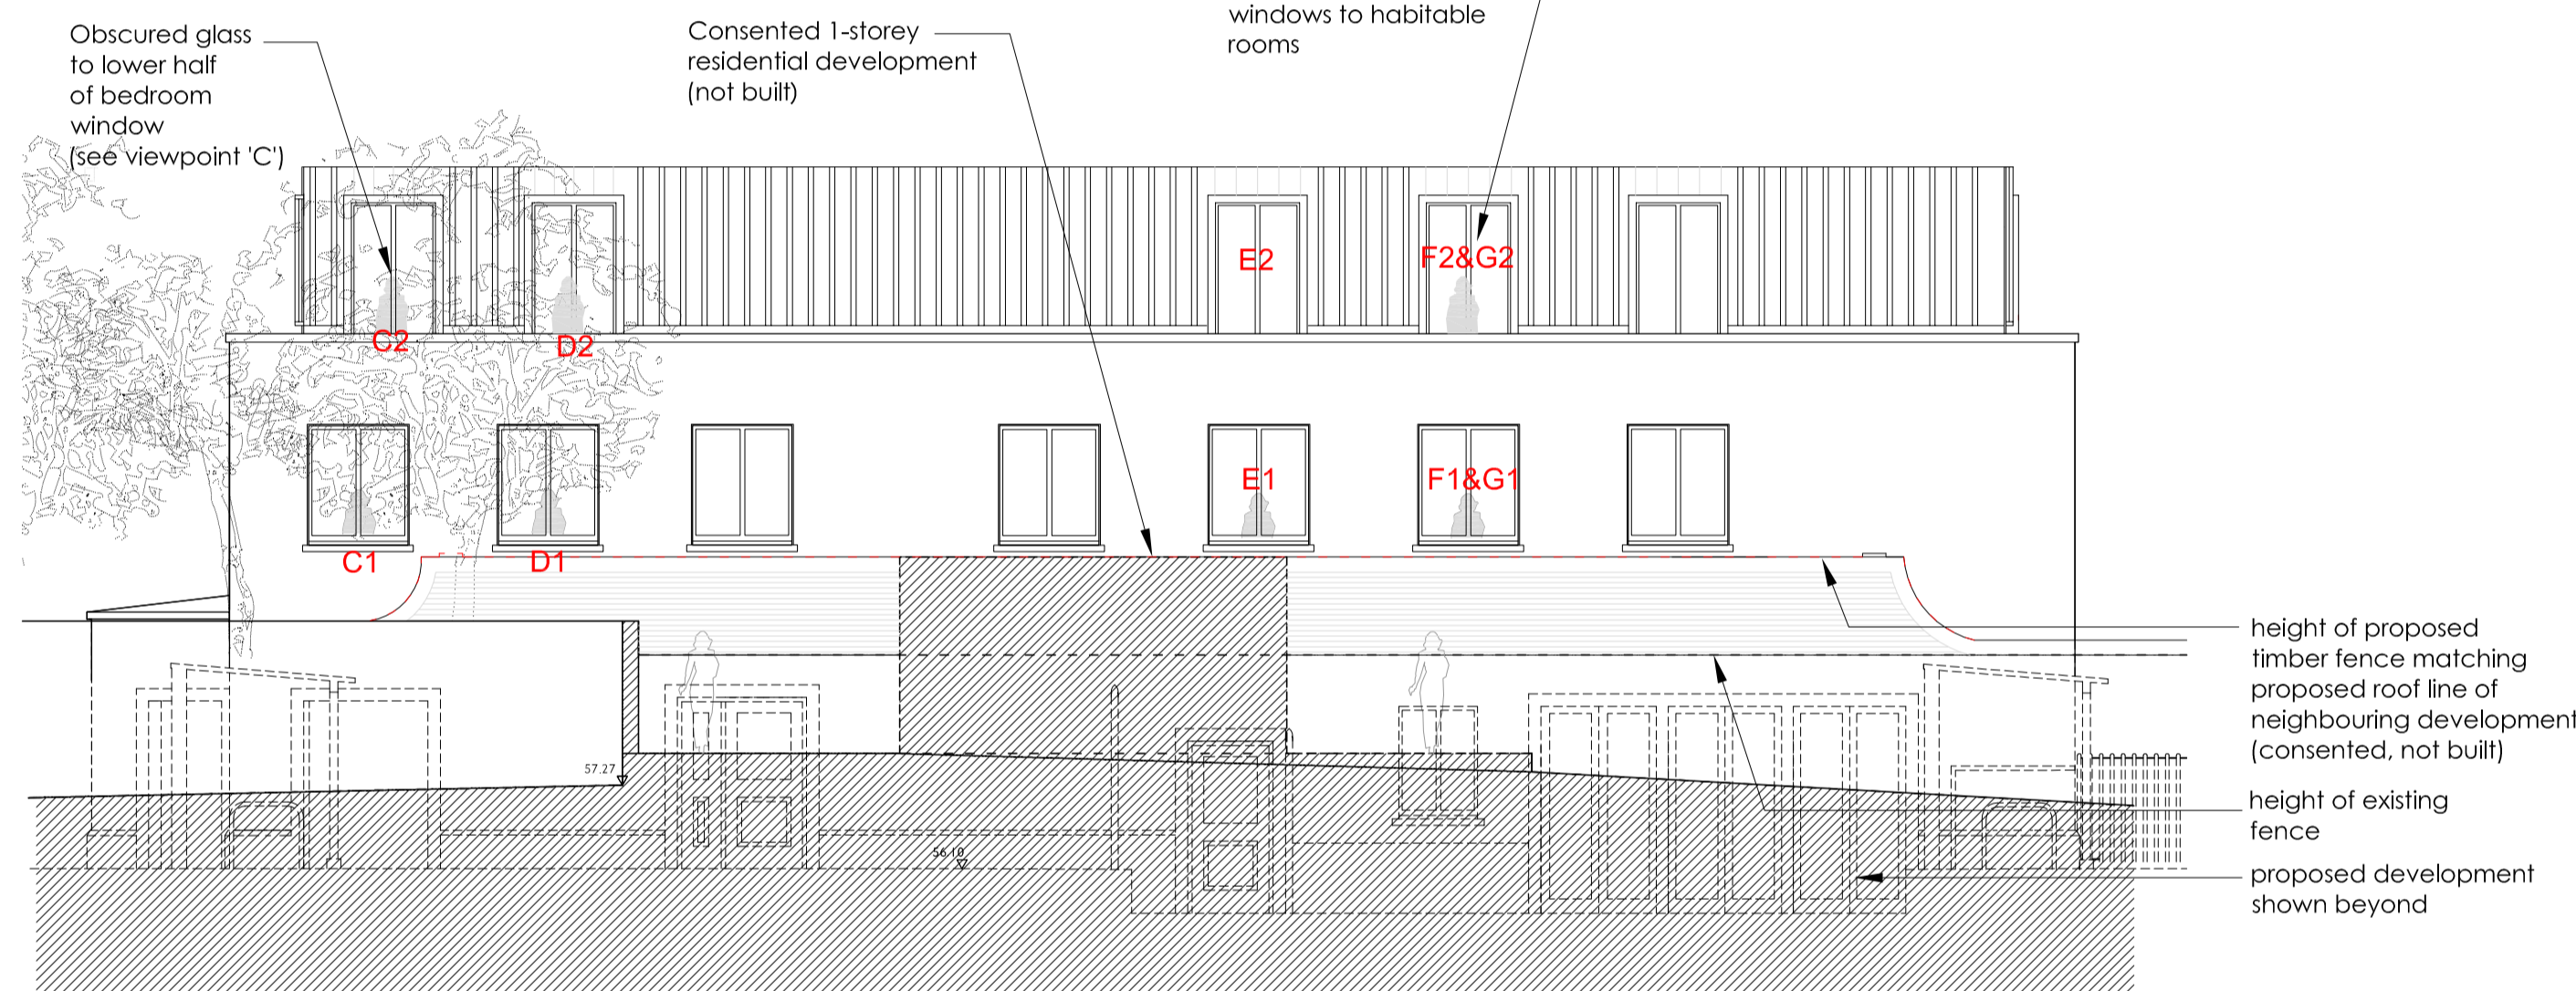 Obscured glass
to lower half
of bedroom
window
(see viewpoint 'C')
Consented 1-storey
residential development
(not built)
windows to habitable
rooms
E2
F2&G2
C2
D2
E1
F1&G1
C1
D1
height of proposed
timber fence matching
proposed roof line of
neighbouring development
(consented, not built)
57.27
height of existing
fence
56.10
proposed development
shown beyond